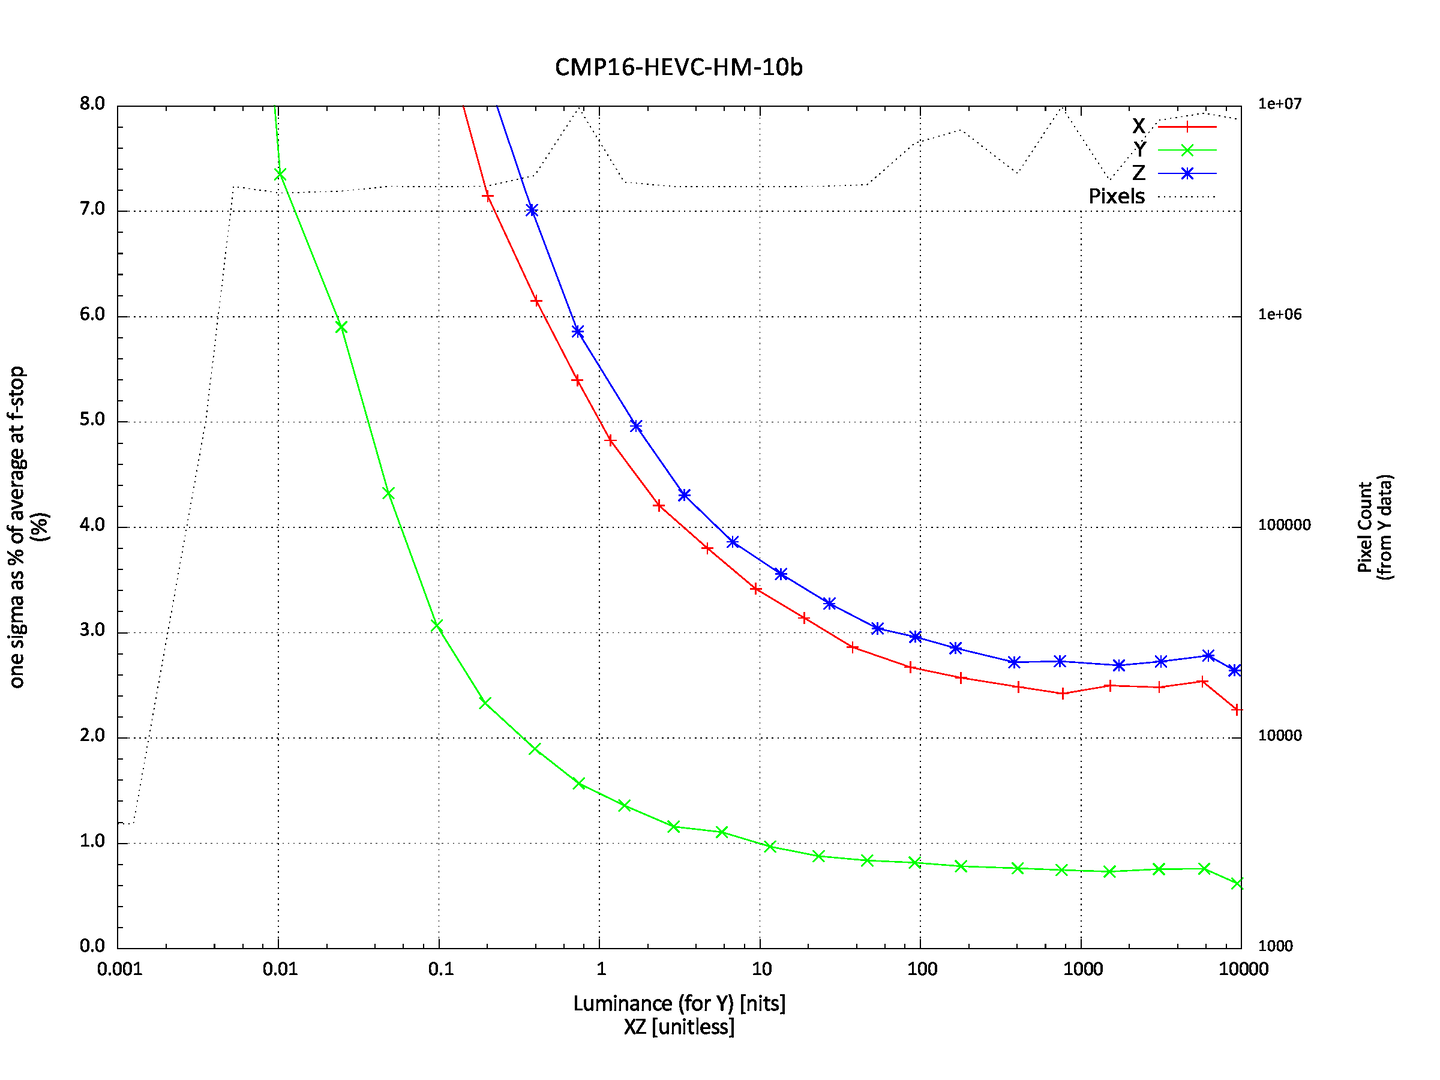 CMP16-HEVC-HM-10b
8.0
7.0
6.0
5.0
4.0
3.0
2.0
1.0
0.0
1e+07
1e+06
100000
10000
1000
X
Y
Z
Pixels
0.001
0.01
0.1
1
10
100
1000
10000
one sigma as % of average at f-stop
(%)
Pixel Count
(from Y data)
Luminance (for Y) [nits]
XZ [unitless]